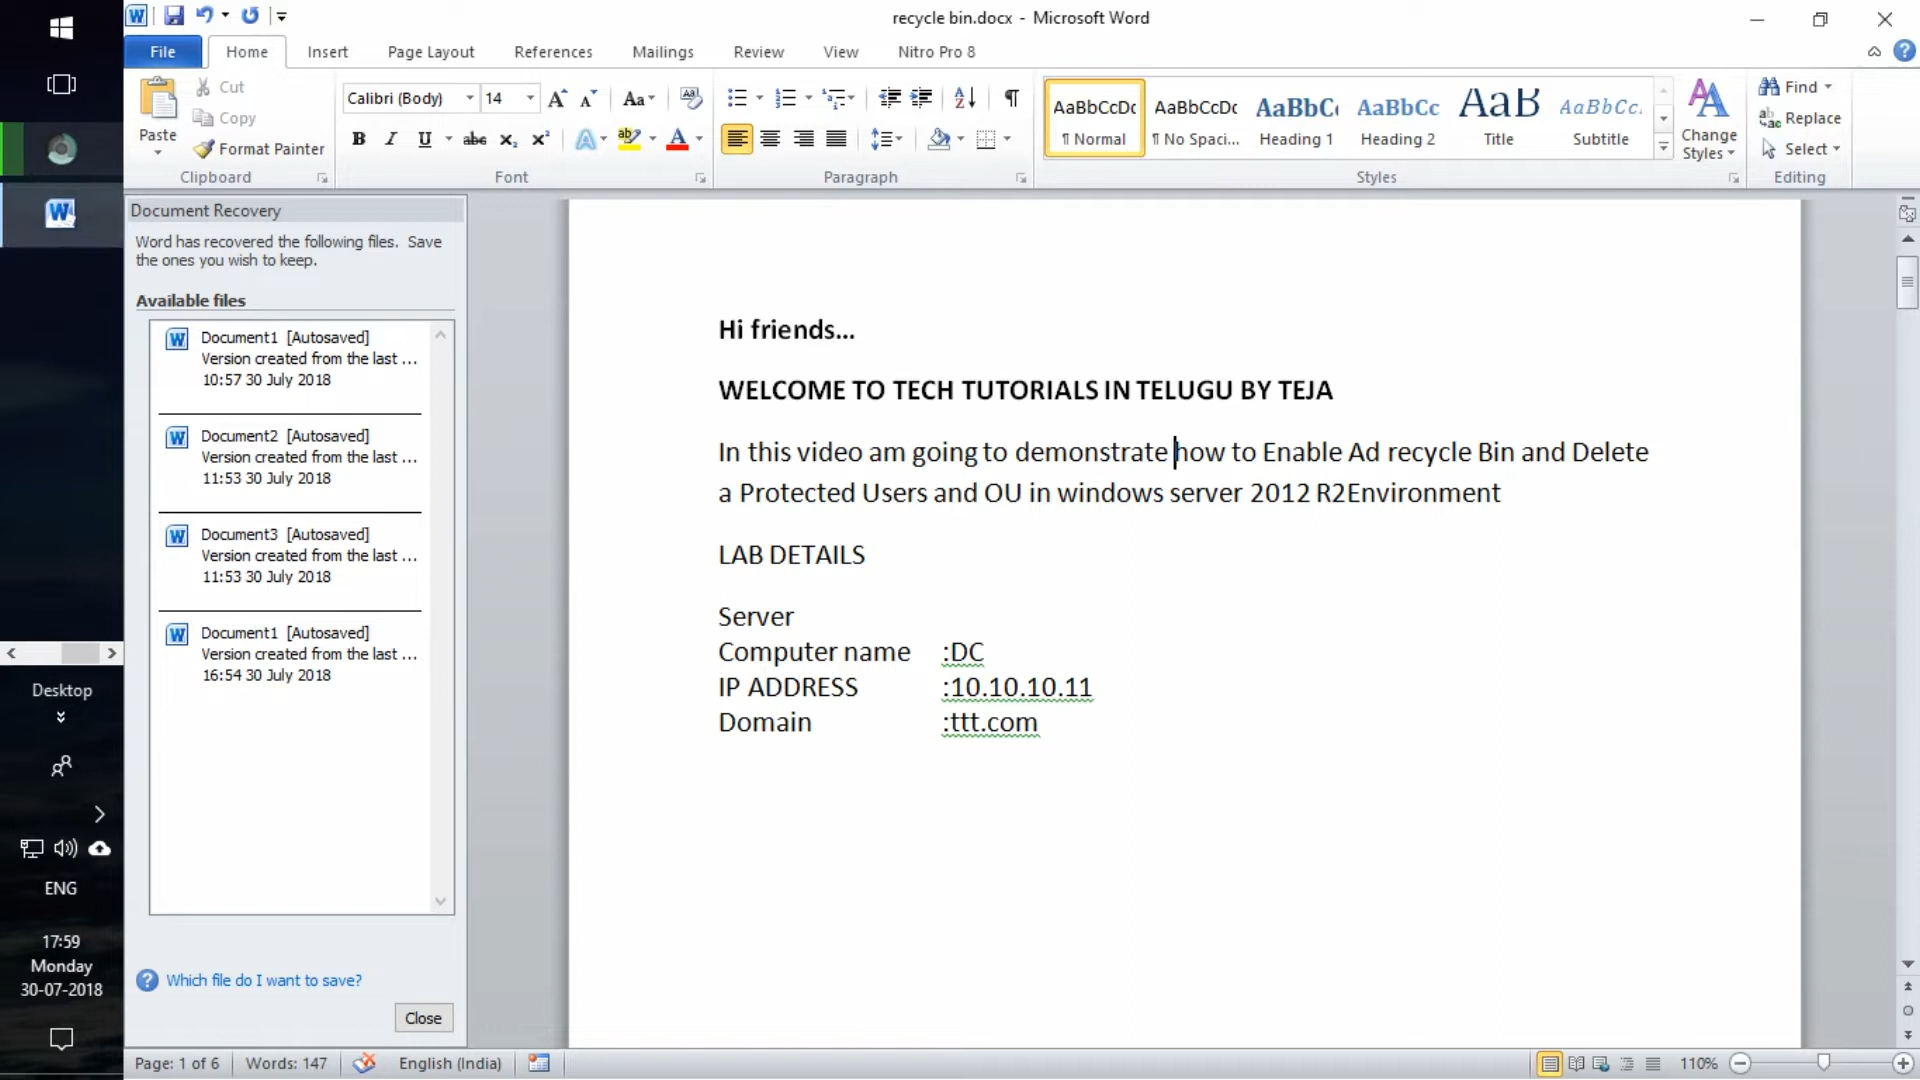 recycle bin.docx - Microsoft Word
File Home Insert Page Layout References Mailings Review View Nitro Pro 8
Paste
Cut
Copy
Format Painter
Clipboard
Calibri (Body) 14
Font
Paragraph
AaBbCcDc AaBbCcDc AaBbC AaBbCc AaB AaBbCc.
¶ Normal ¶ No Spaci... Heading 1 Heading 2 Title Subtitle
Styles
Change
Styles
Find
Replace
Select
Editing
Document Recovery
Word has recovered the following files. Save
the ones you wish to keep.
Available files
Document1 [Autosaved]
Version created from the last ...
10:57 30 July 2018
Document2 [Autosaved]
Version created from the last ...
11:53 30 July 2018
Document3 [Autosaved]
Version created from the last ...
11:53 30 July 2018
Document1 [Autosaved]
Version created from the last ...
16:54 30 July 2018
Which file do I want to save?
Close
Hi friends...
WELCOME TO TECH TUTORIALS IN TELUGU BY TEJA
In this video am going to demonstrate how to Enable Ad recycle Bin and Delete
a Protected Users and OU in windows server 2012 R2Environment
LAB DETAILS
Server
Computer name :DC
IP ADDRESS :10.10.10.11
Domain :ttt.com
Desktop
ENG
17:59
Monday
30-07-2018
Page: 1 of 6 Words: 147 English (India) 110%